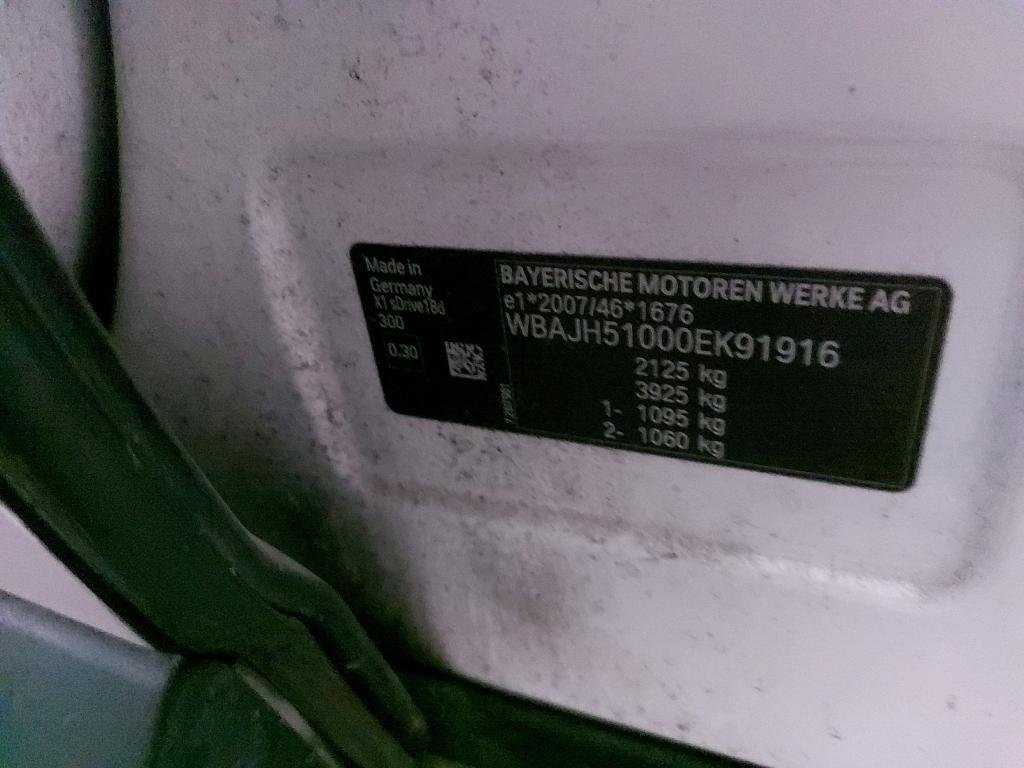 Made in
Germany
X1 sDrive18d
300
0.30
BAYERISCHE MOTOREN WERKE AG
e1*2007/46*1676
WBAJH51000EK91916
2125 kg
3925 kg
1- 1095 kg
2- 1060 kg